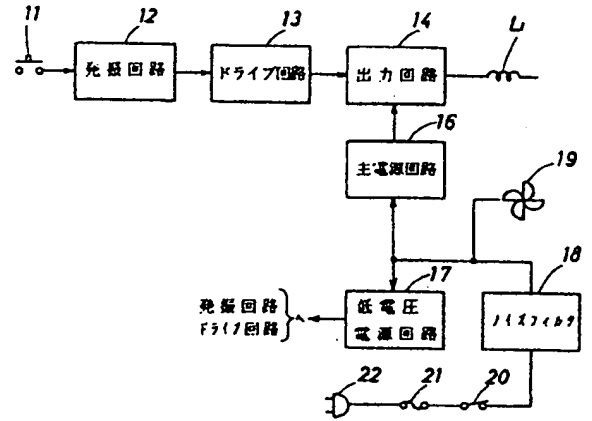 11
12
13
14
L1
発振回路
ドライブ回路
出力回路
16
主電源回路
19
17
18
発振回路
ドライブ回路
へ
低電圧
電源回路
ノイズフィルタ
22
21
20